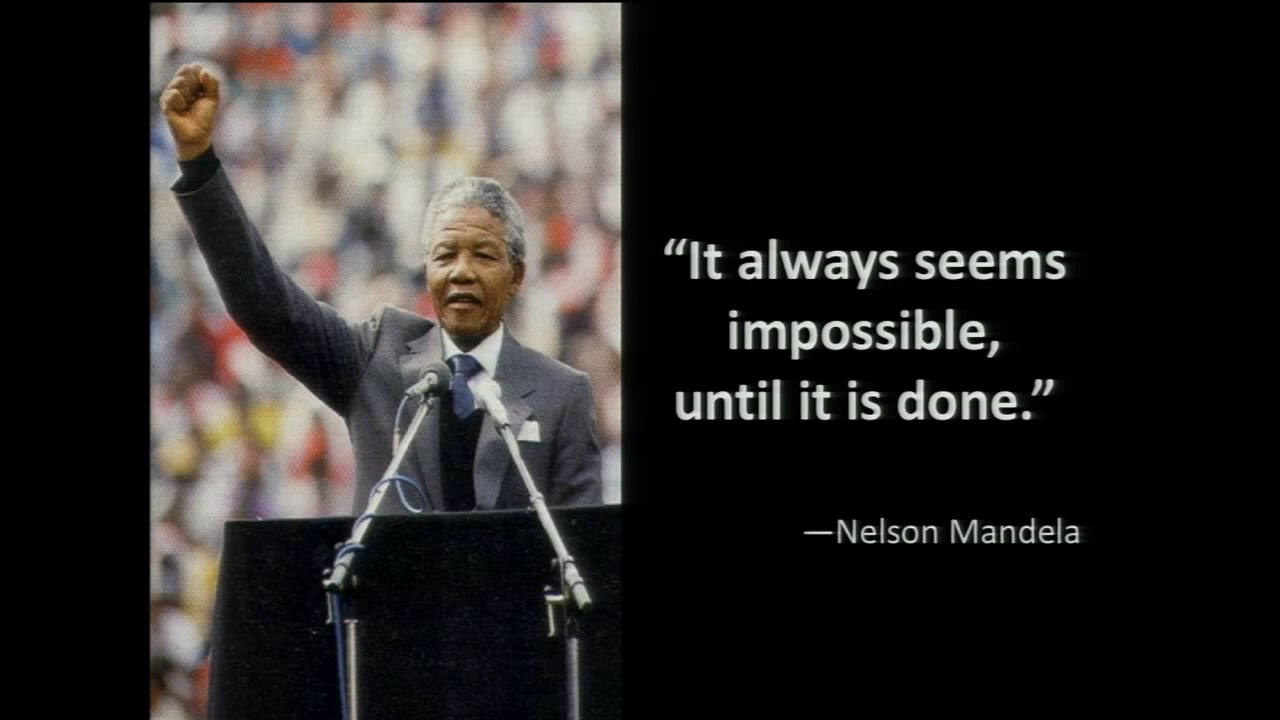 “It always seems
impossible,
until it is done.”
—Nelson Mandela